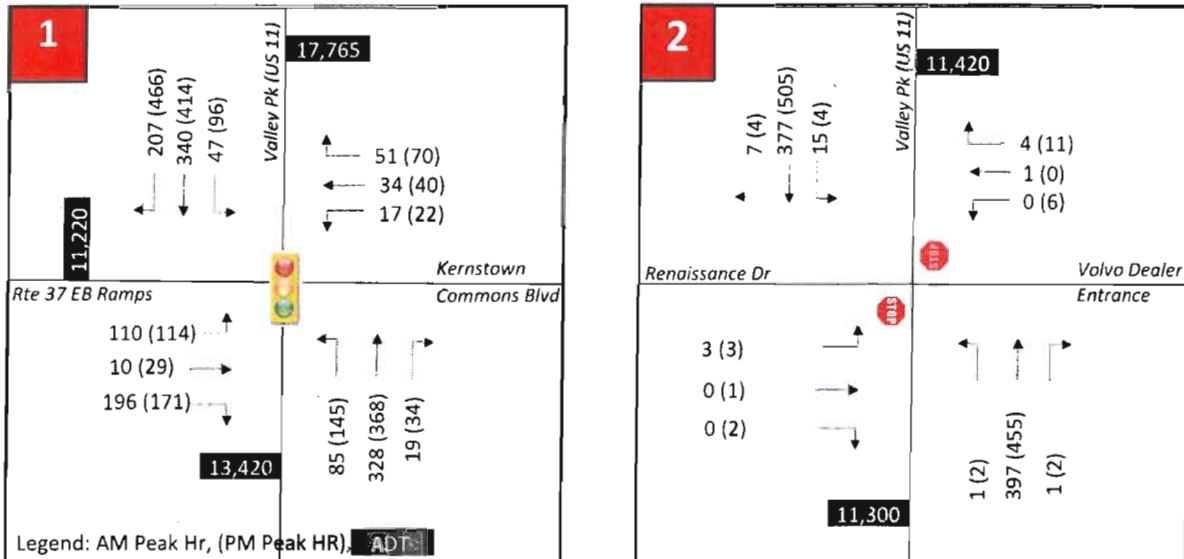 1
Valley Pk (US 11)
17,765
207 (466)
340 (414)
47 (96)
51 (70)
34 (40)
17 (22)
11,220
Kernstown
Commons Blvd
Rte 37 EB Ramps
110 (114)
10 (29)
196 (171)
85 (145)
328 (368)
19 (34)
13,420
Legend: AM Peak Hr, (PM Peak HR), ADT
2
Valley Pk (US 11)
11,420
7 (4)
377 (505)
15 (4)
4 (11)
1 (0)
0 (6)
STOP
Renaissance Dr
Volvo Dealer
Entrance
STOP
3 (3)
0 (1)
0 (2)
1 (2)
397 (455)
1 (2)
11,300